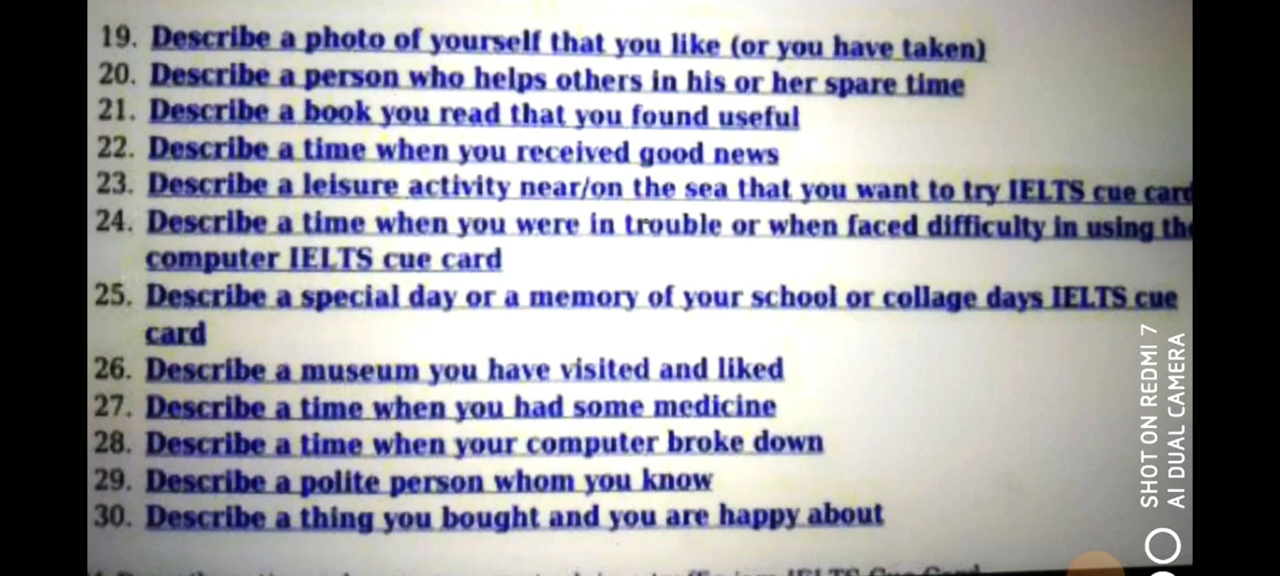 19. Describe a photo of yourself that you like (or you have taken)
20. Describe a person who helps others in his or her spare time
21. Describe a book you read that you found useful
22. Describe a time when you received good news
23. Describe a leisure activity near/on the sea that you want to try IELTS cue card
24. Describe a time when you were in trouble or when faced difficulty in using the
computer IELTS cue card
25. Describe a special day or a memory of your school or collage days IELTS cue
card
26. Describe a museum you have visited and liked
27. Describe a time when you had some medicine
28. Describe a time when your computer broke down
29. Describe a polite person whom you know
30. Describe a thing you bought and you are happy about
IELTS Cue Card
SHOT ON REDMI 7
AI DUAL CAMERA